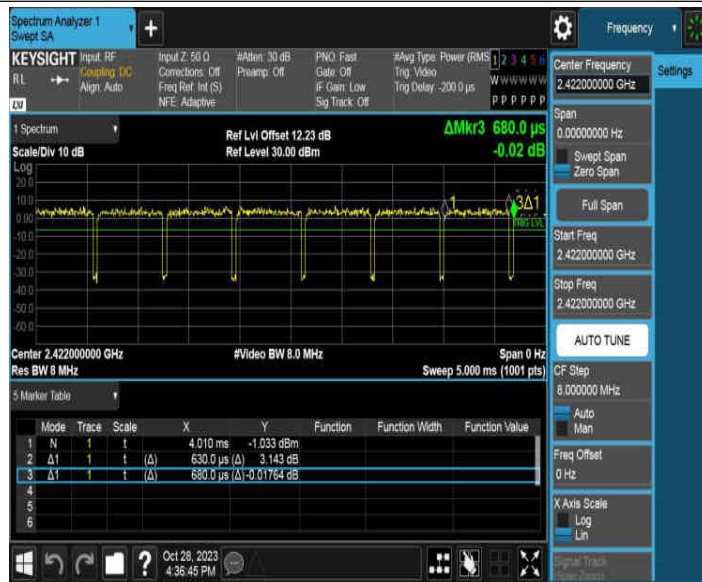 Spectrum Analyzer 1
Swept SA
+
Frequency
KEYSIGHT
Input: RF
Coupling: DC
Align: Auto
Input Z: 50 Ω
Corrections: Off
Freq Ref: Int (S)
NFE: Adaptive
#Atten: 30 dB
Preamp: Off
PNO: Fast
Gate: Off
IF Gain: Low
Sig Track: Off
#Avg Type: Power (RMS
Trig: Video
Trig Delay: -200.0 µs
1 2 3 4 5 6
W W W W W W
P P P P P P
RL
LXI
Center Frequency
2.422000000 GHz
Settings
Span
0.00000000 Hz
Swept Span
Zero Span
Full Span
Start Freq
2.422000000 GHz
Stop Freq
2.422000000 GHz
AUTO TUNE
CF Step
8.000000 MHz
Auto
Man
Freq Offset
0 Hz
X Axis Scale
Log
Lin
Signal Track
(Span Zoom)
1 Spectrum
Scale/Div 10 dB
Ref Lvl Offset 12.23 dB
Ref Level 30.00 dBm
ΔMkr3 680.0 µs
-0.02 dB
Log
20.0
10.0
0.00
-10.0
-20.0
-30.0
-40.0
-50.0
-60.0
1
3Δ1
TRIG LVL
Center 2.422000000 GHz
#Video BW 8.0 MHz
Span 0 Hz
Res BW 8 MHz
Sweep 5.000 ms (1001 pts)
5 Marker Table
Mode Trace Scale X Y Function Function Width Function Value
1 N 1 t 4.010 ms -1.033 dBm
2 Δ1 1 t (Δ) 630.0 µs (Δ) 3.143 dB
3 Δ1 1 t (Δ) 680.0 µs (Δ) -0.01764 dB
4
5
6
?
Oct 28, 2023
4:36:45 PM